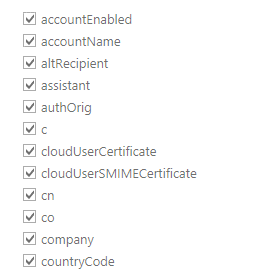 accountEnabled
accountName
altRecipient
assistant
authOrig
c
cloudUserCertificate
cloudUserSMIMECertificate
cn
co
company
countryCode